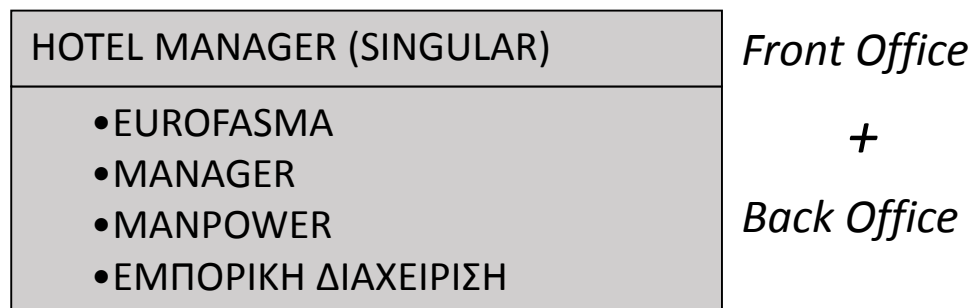 HOTEL MANAGER (SINGULAR)
•EUROFASMA
•MANAGER
•MANPOWER
•ΕΜΠΟΡΙΚΗ ΔΙΑΧΕΙΡΙΣΗ
Front Office
+
Back Office